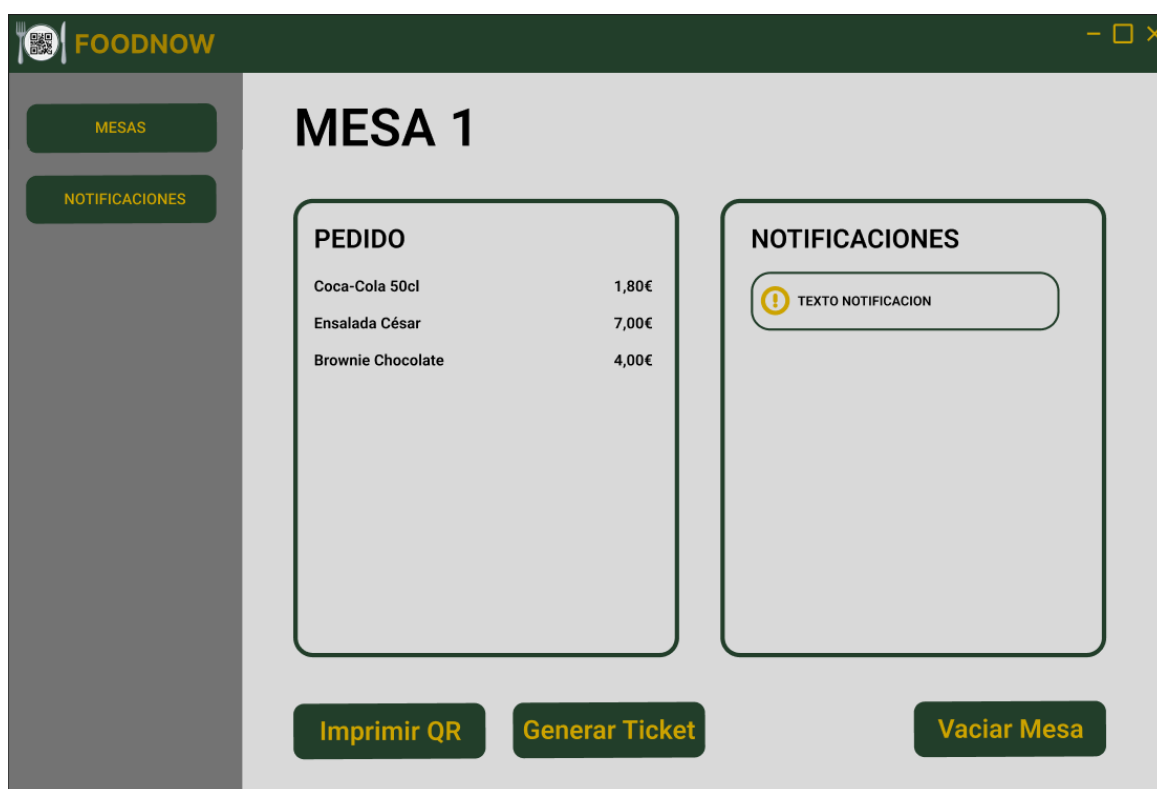 FOODNOW
MESAS
NOTIFICACIONES
MESA 1
PEDIDO
Coca-Cola 50cl 1,80€
Ensalada César 7,00€
Brownie Chocolate 4,00€
NOTIFICACIONES
TEXTO NOTIFICACION
Imprimir QR
Generar Ticket
Vaciar Mesa